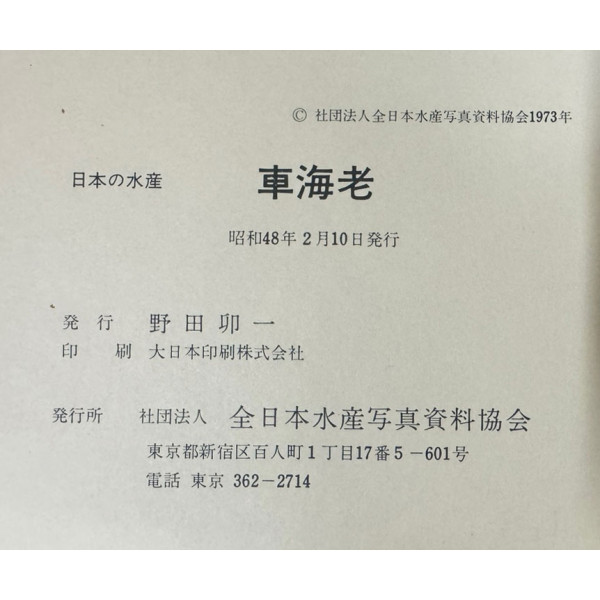 © 社団法人全日本水産写真資料協会1973年
日本の水産 車海老
昭和48年2月10日発行
発行 野田卯一
印刷 大日本印刷株式会社
発行所 社団法人 全日本水産写真資料協会
東京都新宿区百人町1丁目17番5－601号
電話 東京 362－2714